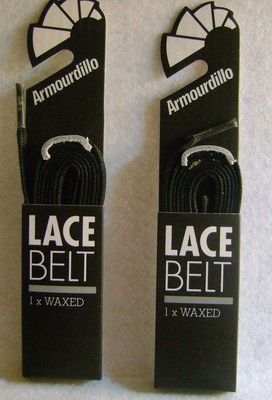 Armourdillo
LACE
BELT
1 x WAXED
Armourdillo
LACE
BELT
1 x WAXED